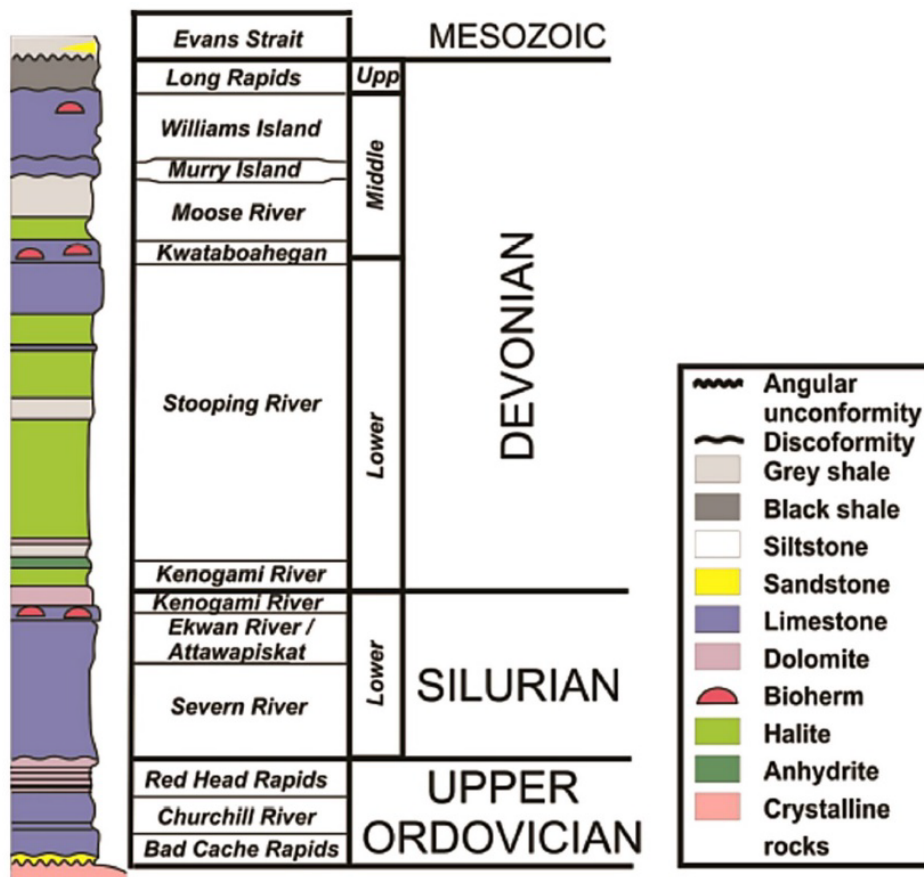 Evans Strait
MESOZOIC
Long Rapids
Upp
Williams Island
Murry Island
Middle
Moose River
Kwataboahegan
DEVONIAN
Stooping River
Lower
Kenogami River
Kenogami River
Ekwan River /
Attawapiskat
Lower
SILURIAN
Severn River
Red Head Rapids
UPPER
ORDOVICIAN
Churchill River
Bad Cache Rapids
Angular
unconformity
Discoformity
Grey shale
Black shale
Siltstone
Sandstone
Limestone
Dolomite
Bioherm
Halite
Anhydrite
Crystalline
rocks